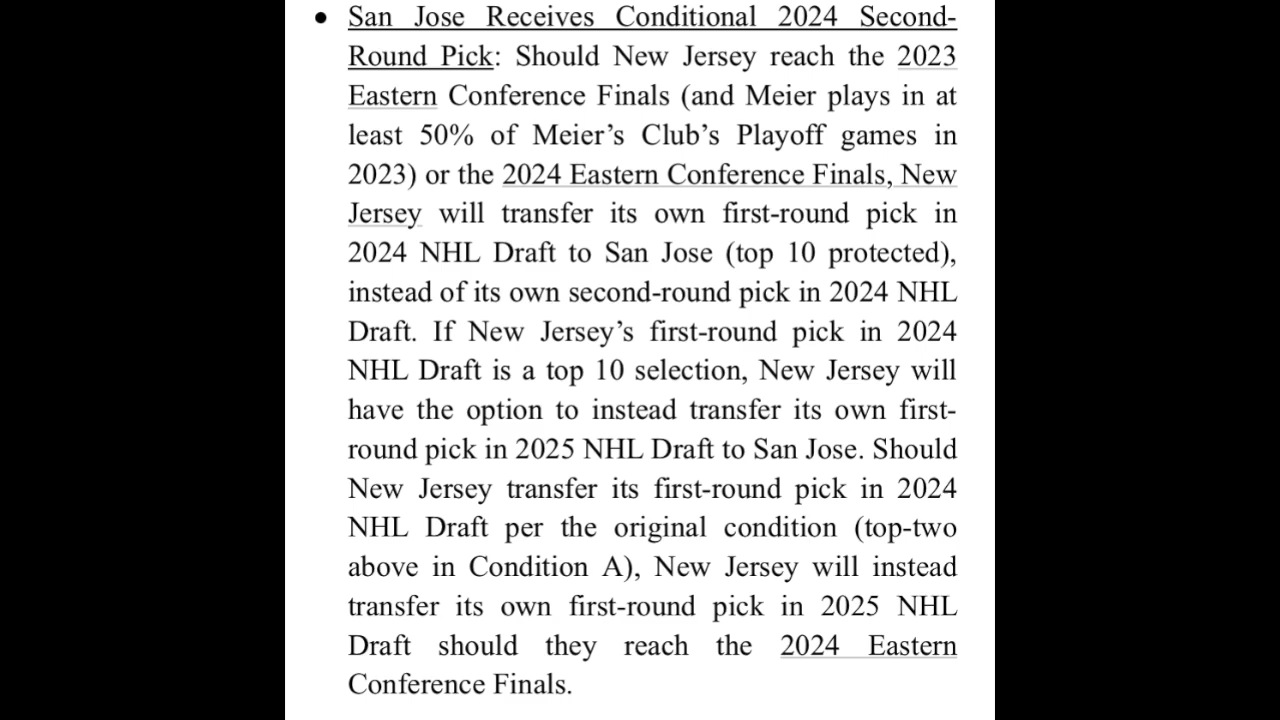 • San Jose Receives Conditional 2024 Second-
Round Pick: Should New Jersey reach the 2023
Eastern Conference Finals (and Meier plays in at
least 50% of Meier’s Club’s Playoff games in
2023) or the 2024 Eastern Conference Finals, New
Jersey will transfer its own first-round pick in
2024 NHL Draft to San Jose (top 10 protected),
instead of its own second-round pick in 2024 NHL
Draft. If New Jersey’s first-round pick in 2024
NHL Draft is a top 10 selection, New Jersey will
have the option to instead transfer its own first-
round pick in 2025 NHL Draft to San Jose. Should
New Jersey transfer its first-round pick in 2024
NHL Draft per the original condition (top-two
above in Condition A), New Jersey will instead
transfer its own first-round pick in 2025 NHL
Draft should they reach the 2024 Eastern
Conference Finals.